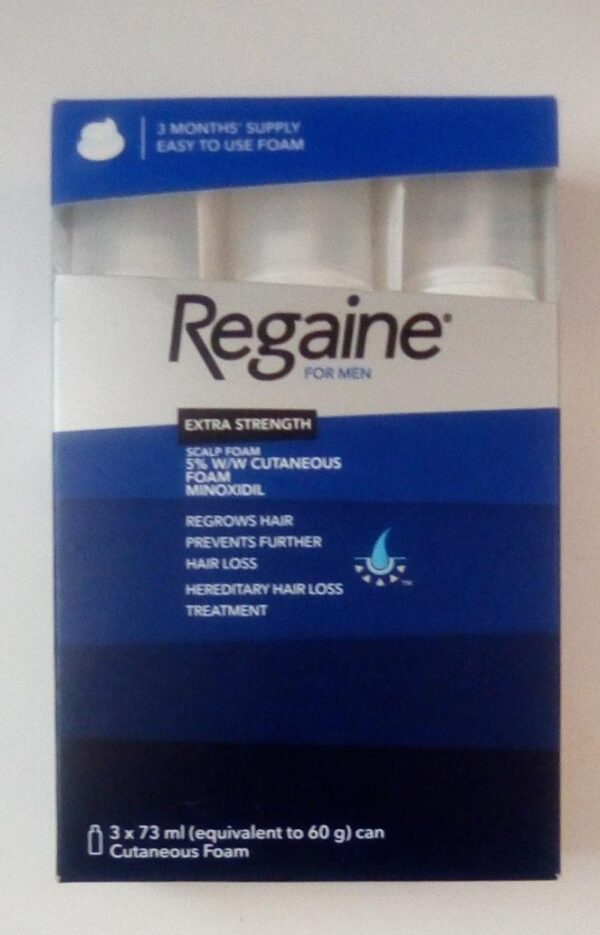 3 MONTHS' SUPPLY
EASY TO USE FOAM
Regaine
FOR MEN
EXTRA STRENGTH
SCALP FOAM
5% W/W CUTANEOUS
FOAM
MINOXIDIL
REGROWS HAIR
PREVENTS FURTHER
HAIR LOSS
HEREDITARY HAIR LOSS
TREATMENT
TM
3 x 73 ml (equivalent to 60 g) can
Cutaneous Foam